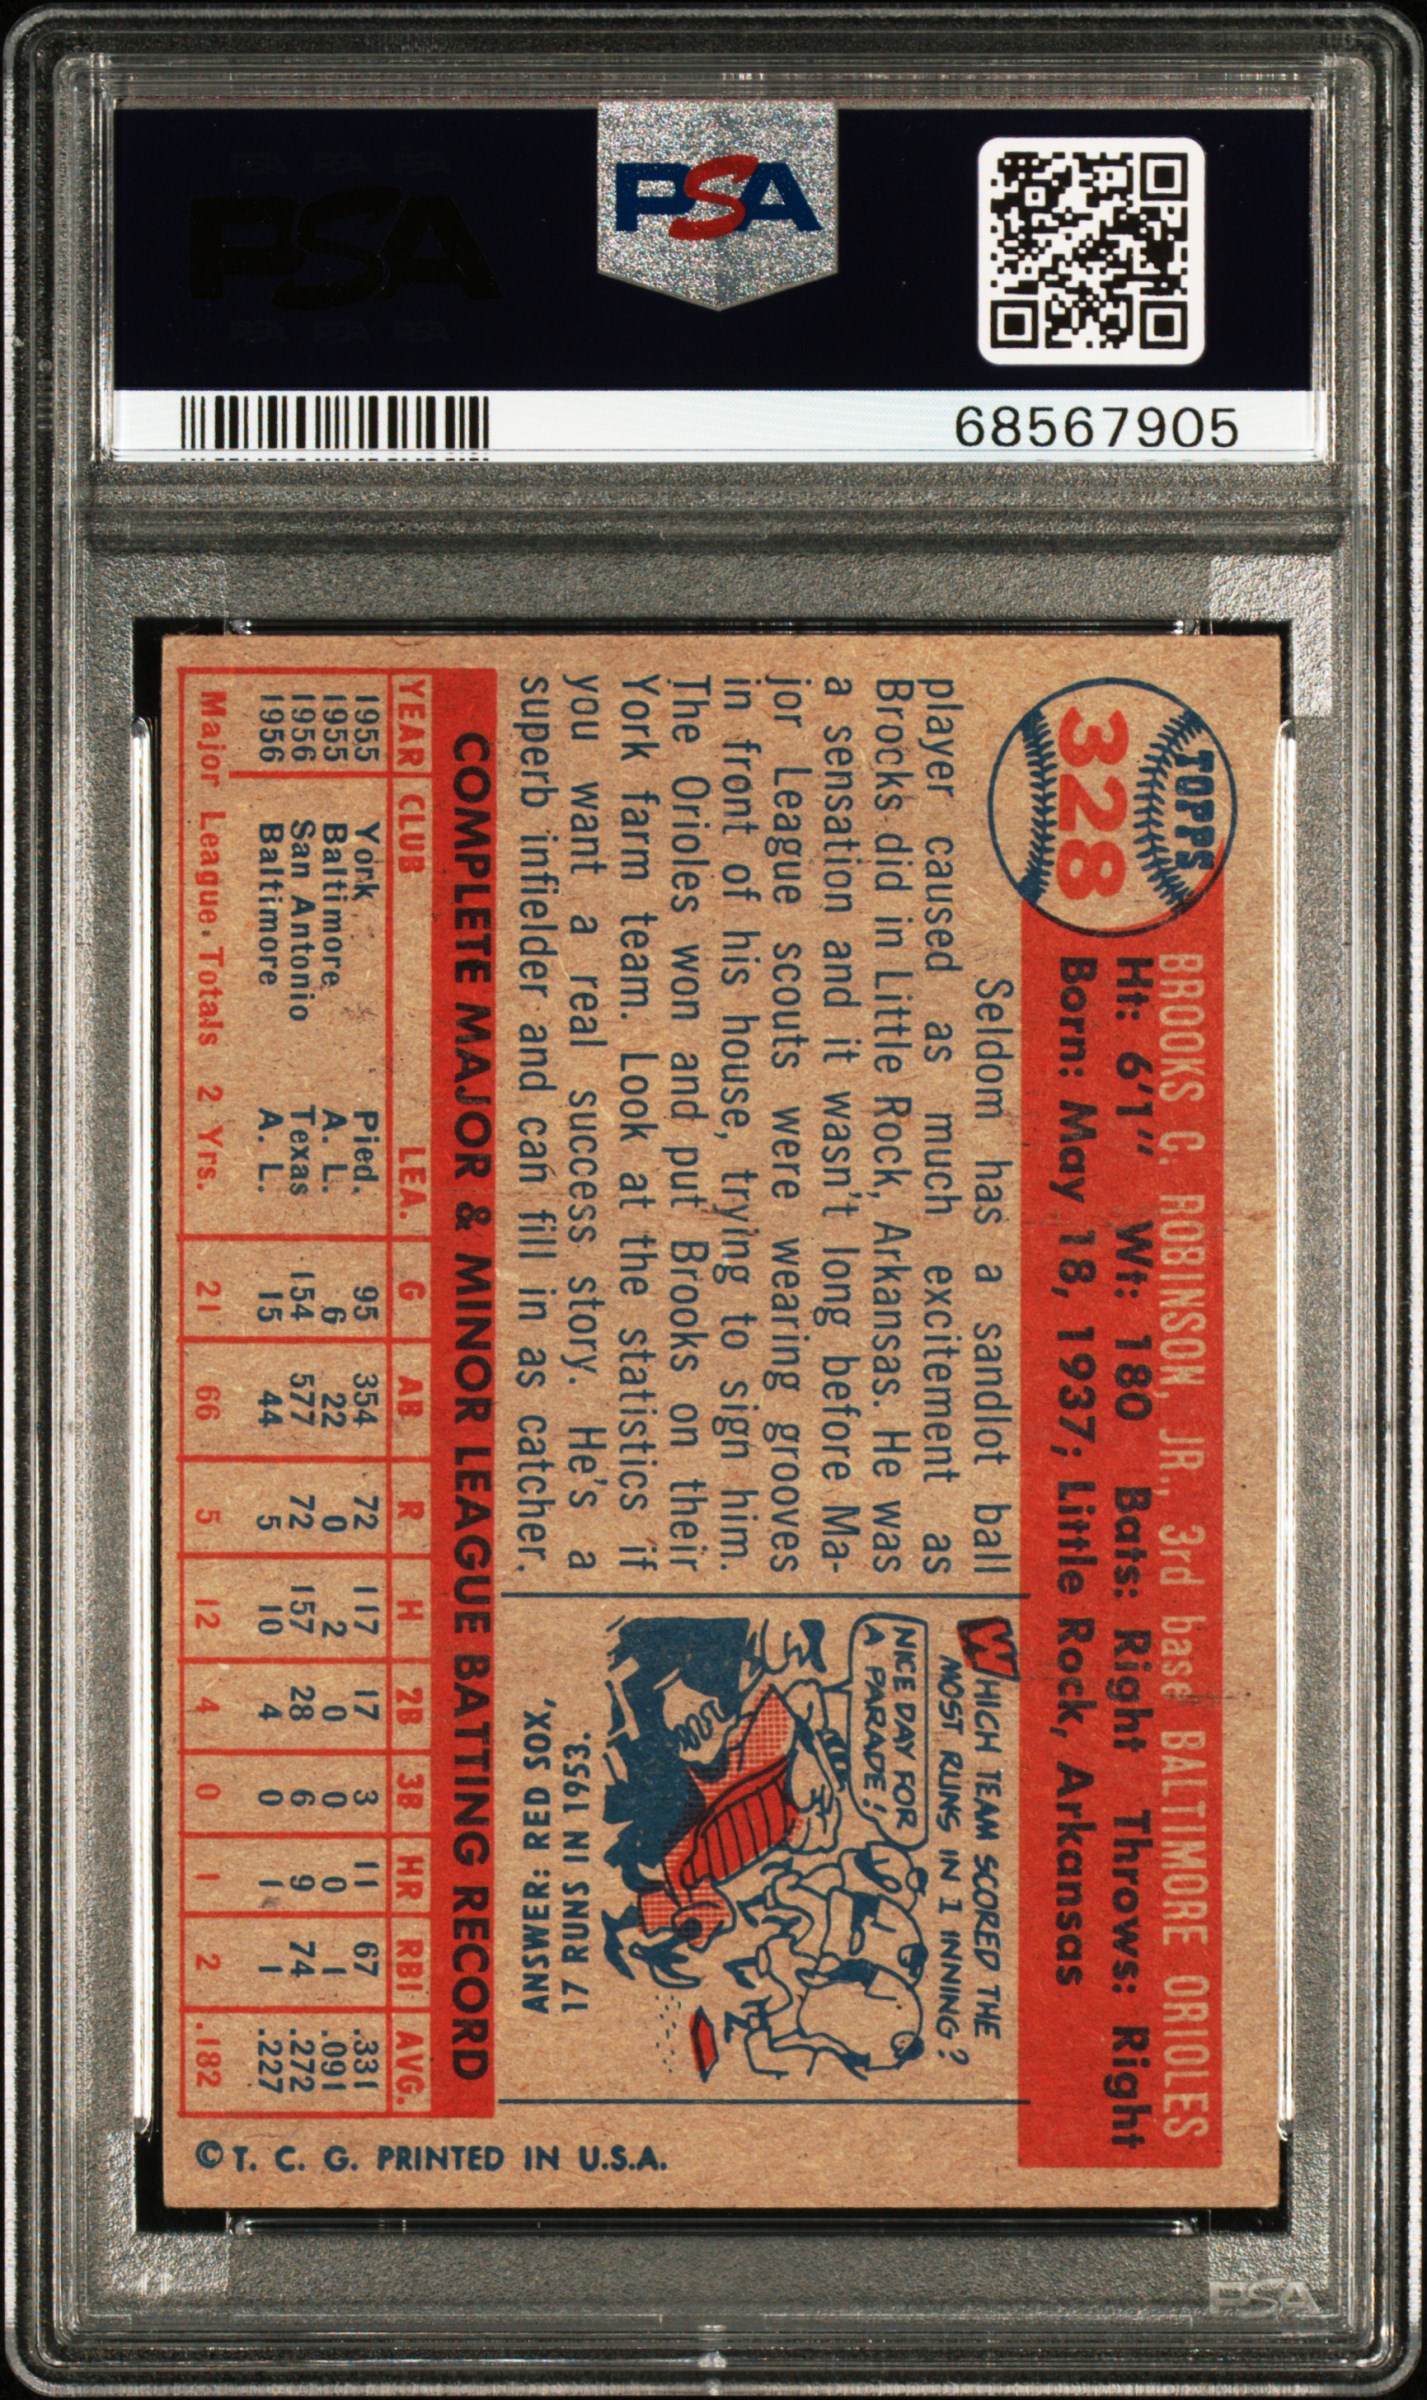 PSA
PSA
68567905
TOPPS
328
BROOKS C. ROBINSON, JR., 3rd base BALTIMORE ORIOLES
Ht: 6'1" Wt: 180 Bats: Right Throws: Right
Born: May 18, 1937; Little Rock, Arkansas
Seldom has a sandlot ball
player caused as much excitement as
Brooks did in Little Rock, Arkansas. He was
a sensation and it wasn't long before Ma-
jor League scouts were wearing grooves
in front of his house, trying to sign him.
The Orioles won and put Brooks on their
York farm team. Look at the statistics if
you want a real success story. He's a
superb infielder and can fill in as catcher.
WHICH TEAM SCORED THE
MOST RUNS IN 1 INNING?
NICE DAY FOR
A PARADE!
ANSWER: RED SOX,
17 RUNS IN 1953.
COMPLETE MAJOR & MINOR LEAGUE BATTING RECORD
YEAR CLUB LEA. G AB R H 2B 3B HR RBI AVG.
1955 York Pied. 95 354 72 117 17 3 11 67 .331
1955 Baltimore A. L. 6 22 0 2 0 0 0 1 .091
1956 San Antonio Texas 154 577 72 157 28 6 9 74 .272
1956 Baltimore A. L. 15 44 5 10 4 0 1 1 .227
Major League Totals 2 Yrs. 21 66 5 12 4 0 1 2 .182
© T. C. G. PRINTED IN U.S.A.
PSA